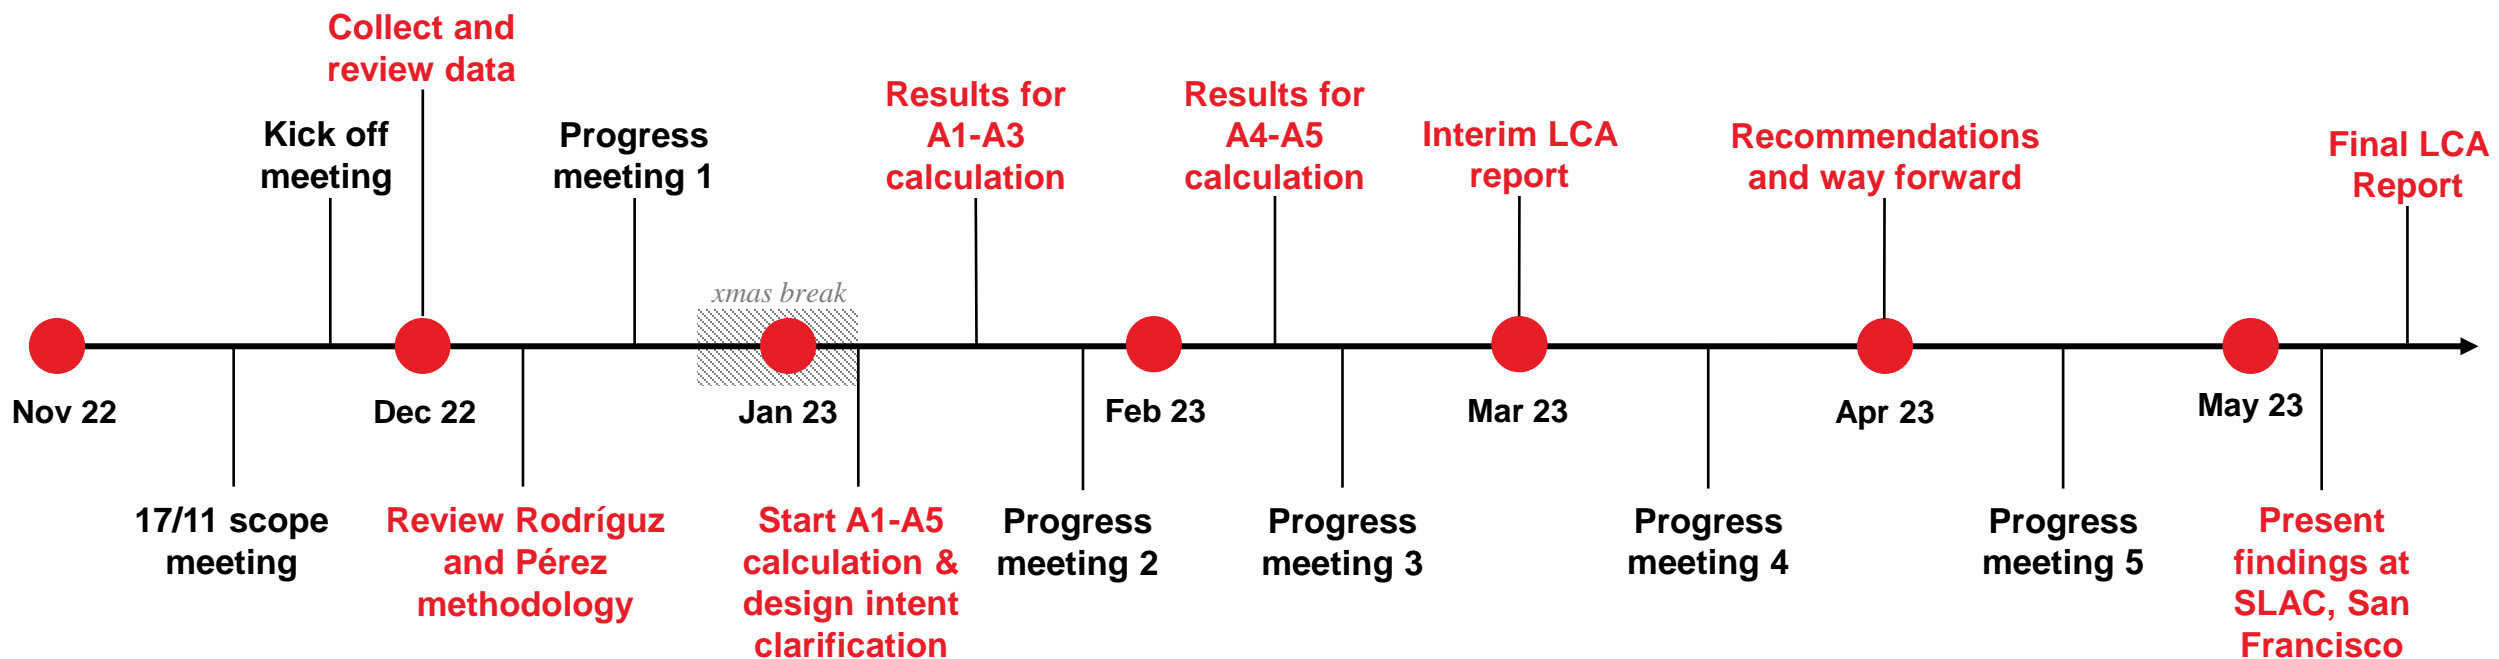 Collect and
review data
Kick off
meeting
Progress
meeting 1
Results for
A1-A3
calculation
Results for
A4-A5
calculation
Interim LCA
report
Recommendations
and way forward
Final LCA
Report
xmas break
Nov 22
Dec 22
Jan 23
Feb 23
Mar 23
Apr 23
May 23
17/11 scope
meeting
Review Rodríguz
and Pérez
methodology
Start A1-A5
calculation &
design intent
clarification
Progress
meeting 2
Progress
meeting 3
Progress
meeting 4
Progress
meeting 5
Present
findings at
SLAC, San
Francisco